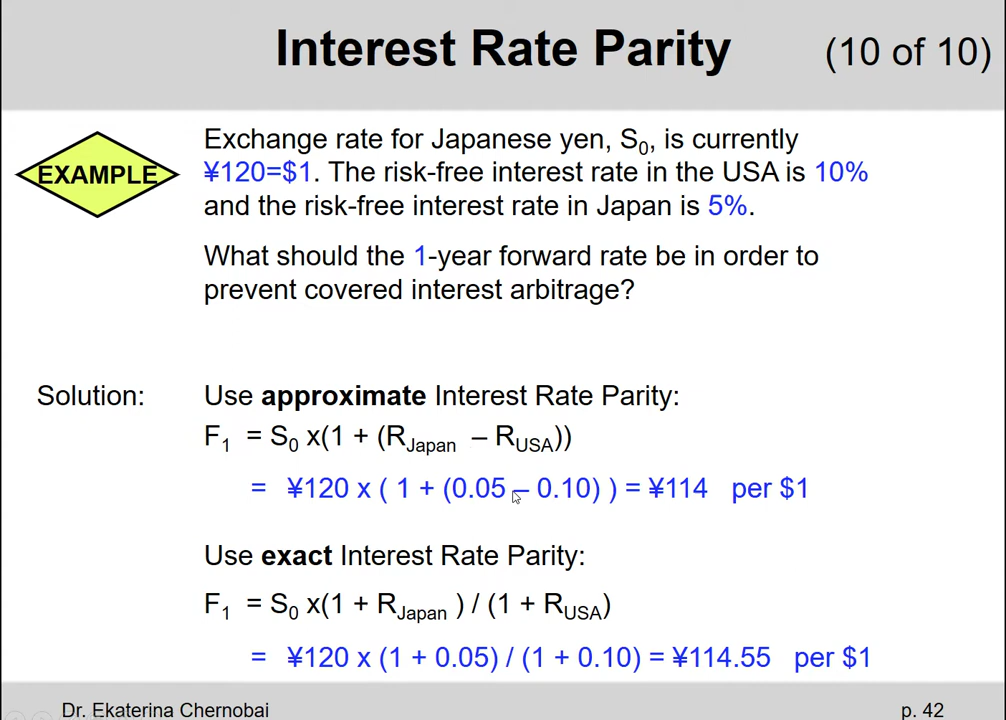 Interest Rate Parity (10 of 10)
EXAMPLE
Exchange rate for Japanese yen, S₀, is currently
¥120=$1. The risk-free interest rate in the USA is 10%
and the risk-free interest rate in Japan is 5%.
What should the 1-year forward rate be in order to
prevent covered interest arbitrage?
Solution: Use approximate Interest Rate Parity:
F₁ = S₀ x(1 + (RJapan – RUSA))
= ¥120 x ( 1 + (0.05 – 0.10) ) = ¥114 per $1
Use exact Interest Rate Parity:
F₁ = S₀ x(1 + RJapan ) / (1 + RUSA)
= ¥120 x (1 + 0.05) / (1 + 0.10) = ¥114.55 per $1
Dr. Ekaterina Chernobai p. 42